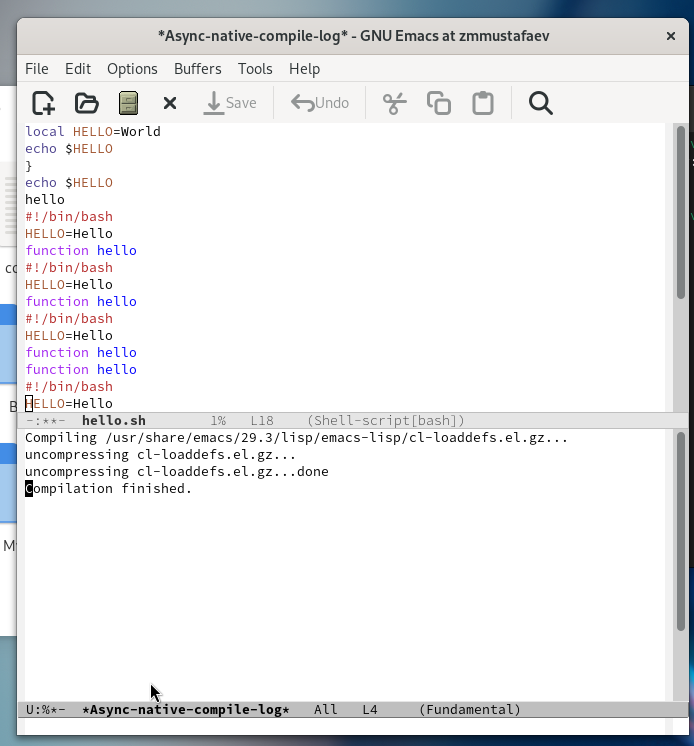 *Async-native-compile-log* - GNU Emacs at zmmustafaev
File Edit Options Buffers Tools Help
Save Undo
local HELLO=World
echo $HELLO
}
echo $HELLO
hello
#!/bin/bash
HELLO=Hello
function hello
#!/bin/bash
HELLO=Hello
function hello
#!/bin/bash
HELLO=Hello
function hello
function hello
#!/bin/bash
HELLO=Hello
-:**- hello.sh 1% L18 (Shell-script[bash])
Compiling /usr/share/emacs/29.3/lisp/emacs-lisp/cl-loaddefs.el.gz...
uncompressing cl-loaddefs.el.gz...
uncompressing cl-loaddefs.el.gz...done
Compilation finished.
U:%*- *Async-native-compile-log* All L4 (Fundamental)